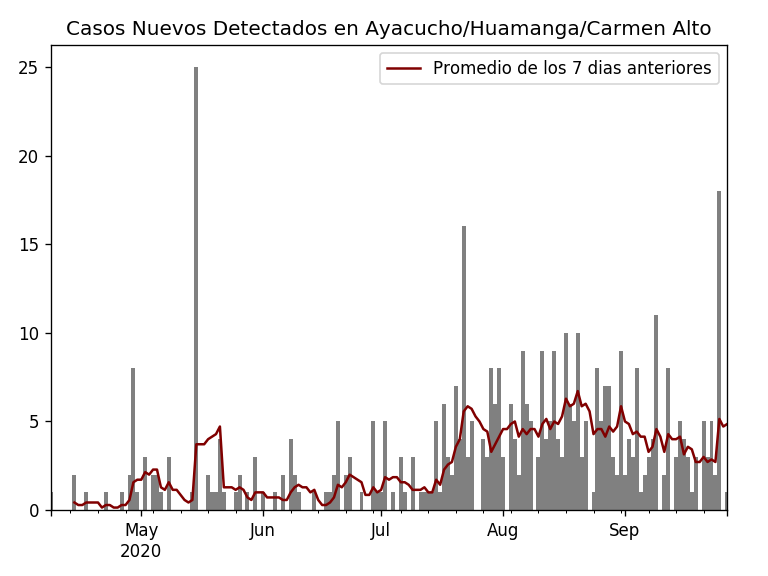 Casos Nuevos Detectados en Ayacucho/Huamanga/Carmen Alto
Promedio de los 7 dias anteriores
25
20
15
10
5
0
May
2020
Jun
Jul
Aug
Sep